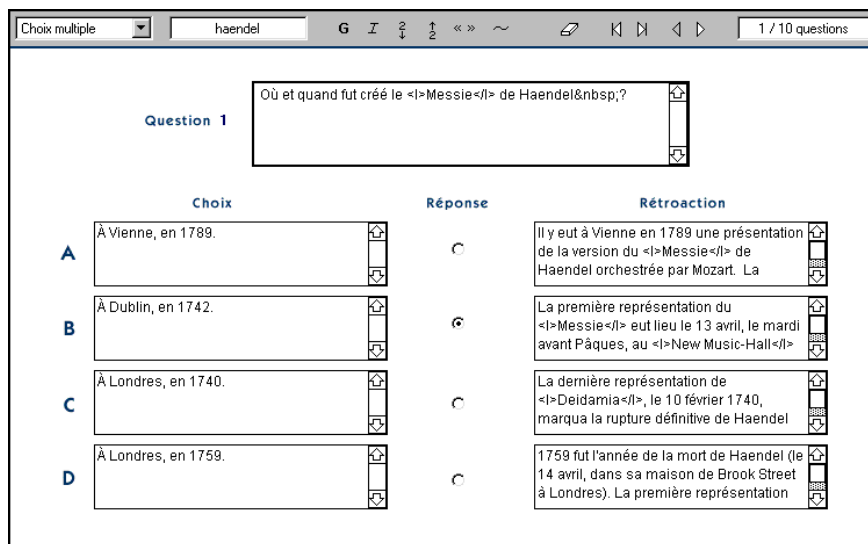 Choix multiple haendel G I 2 2 « » ~ 1 / 10 questions
Question 1
Où et quand fut créé le <I>Messie</I> de Haendel&nbsp;?
Choix Réponse Rétroaction
A
À Vienne, en 1789.
Il y eut à Vienne en 1789 une présentation
de la version du <I>Messie</I> de
Haendel orchestrée par Mozart. La
B
À Dublin, en 1742.
La première représentation du
<I>Messie</I> eut lieu le 13 avril, le mardi
avant Pâques, au <I>New Music-Hall</I>
C
À Londres, en 1740.
La dernière représentation de
<I>Deidamia</I>, le 10 février 1740,
marqua la rupture définitive de Haendel
D
À Londres, en 1759.
1759 fut l'année de la mort de Haendel (le
14 avril, dans sa maison de Brook Street
à Londres). La première représentation